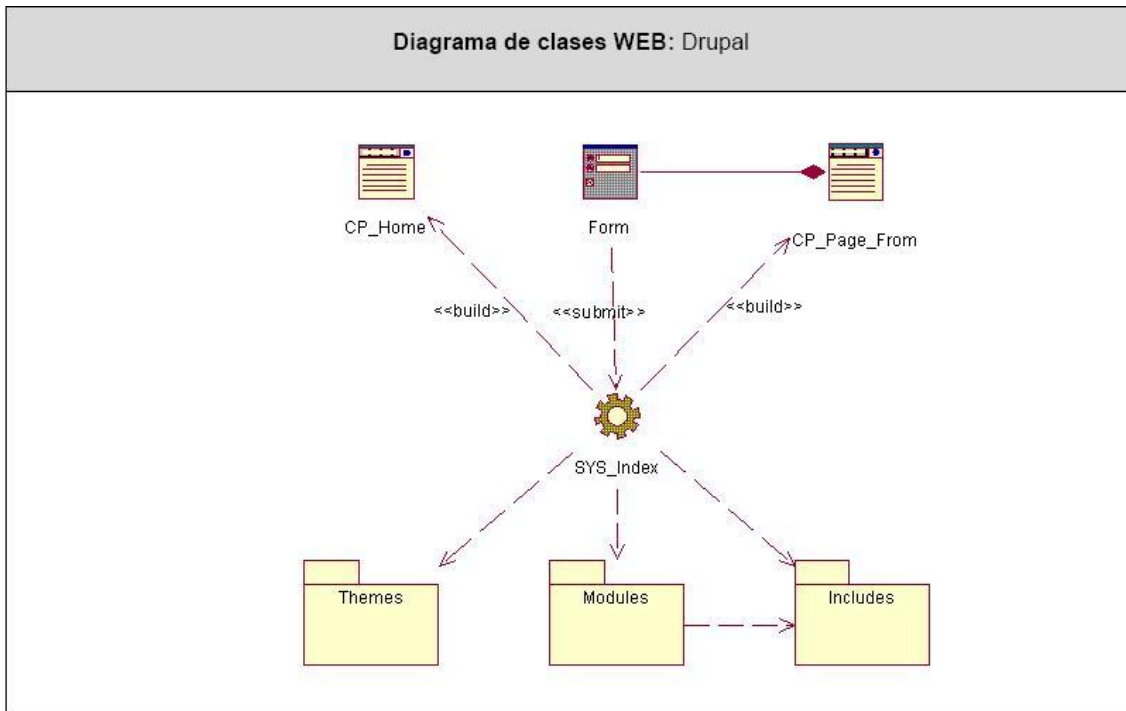 Diagrama de clases WEB: Drupal
CP_Home
Form
CP_Page_From
<<build>>
<<submit>>
<<build>>
SYS_Index
Themes
Modules
Includes